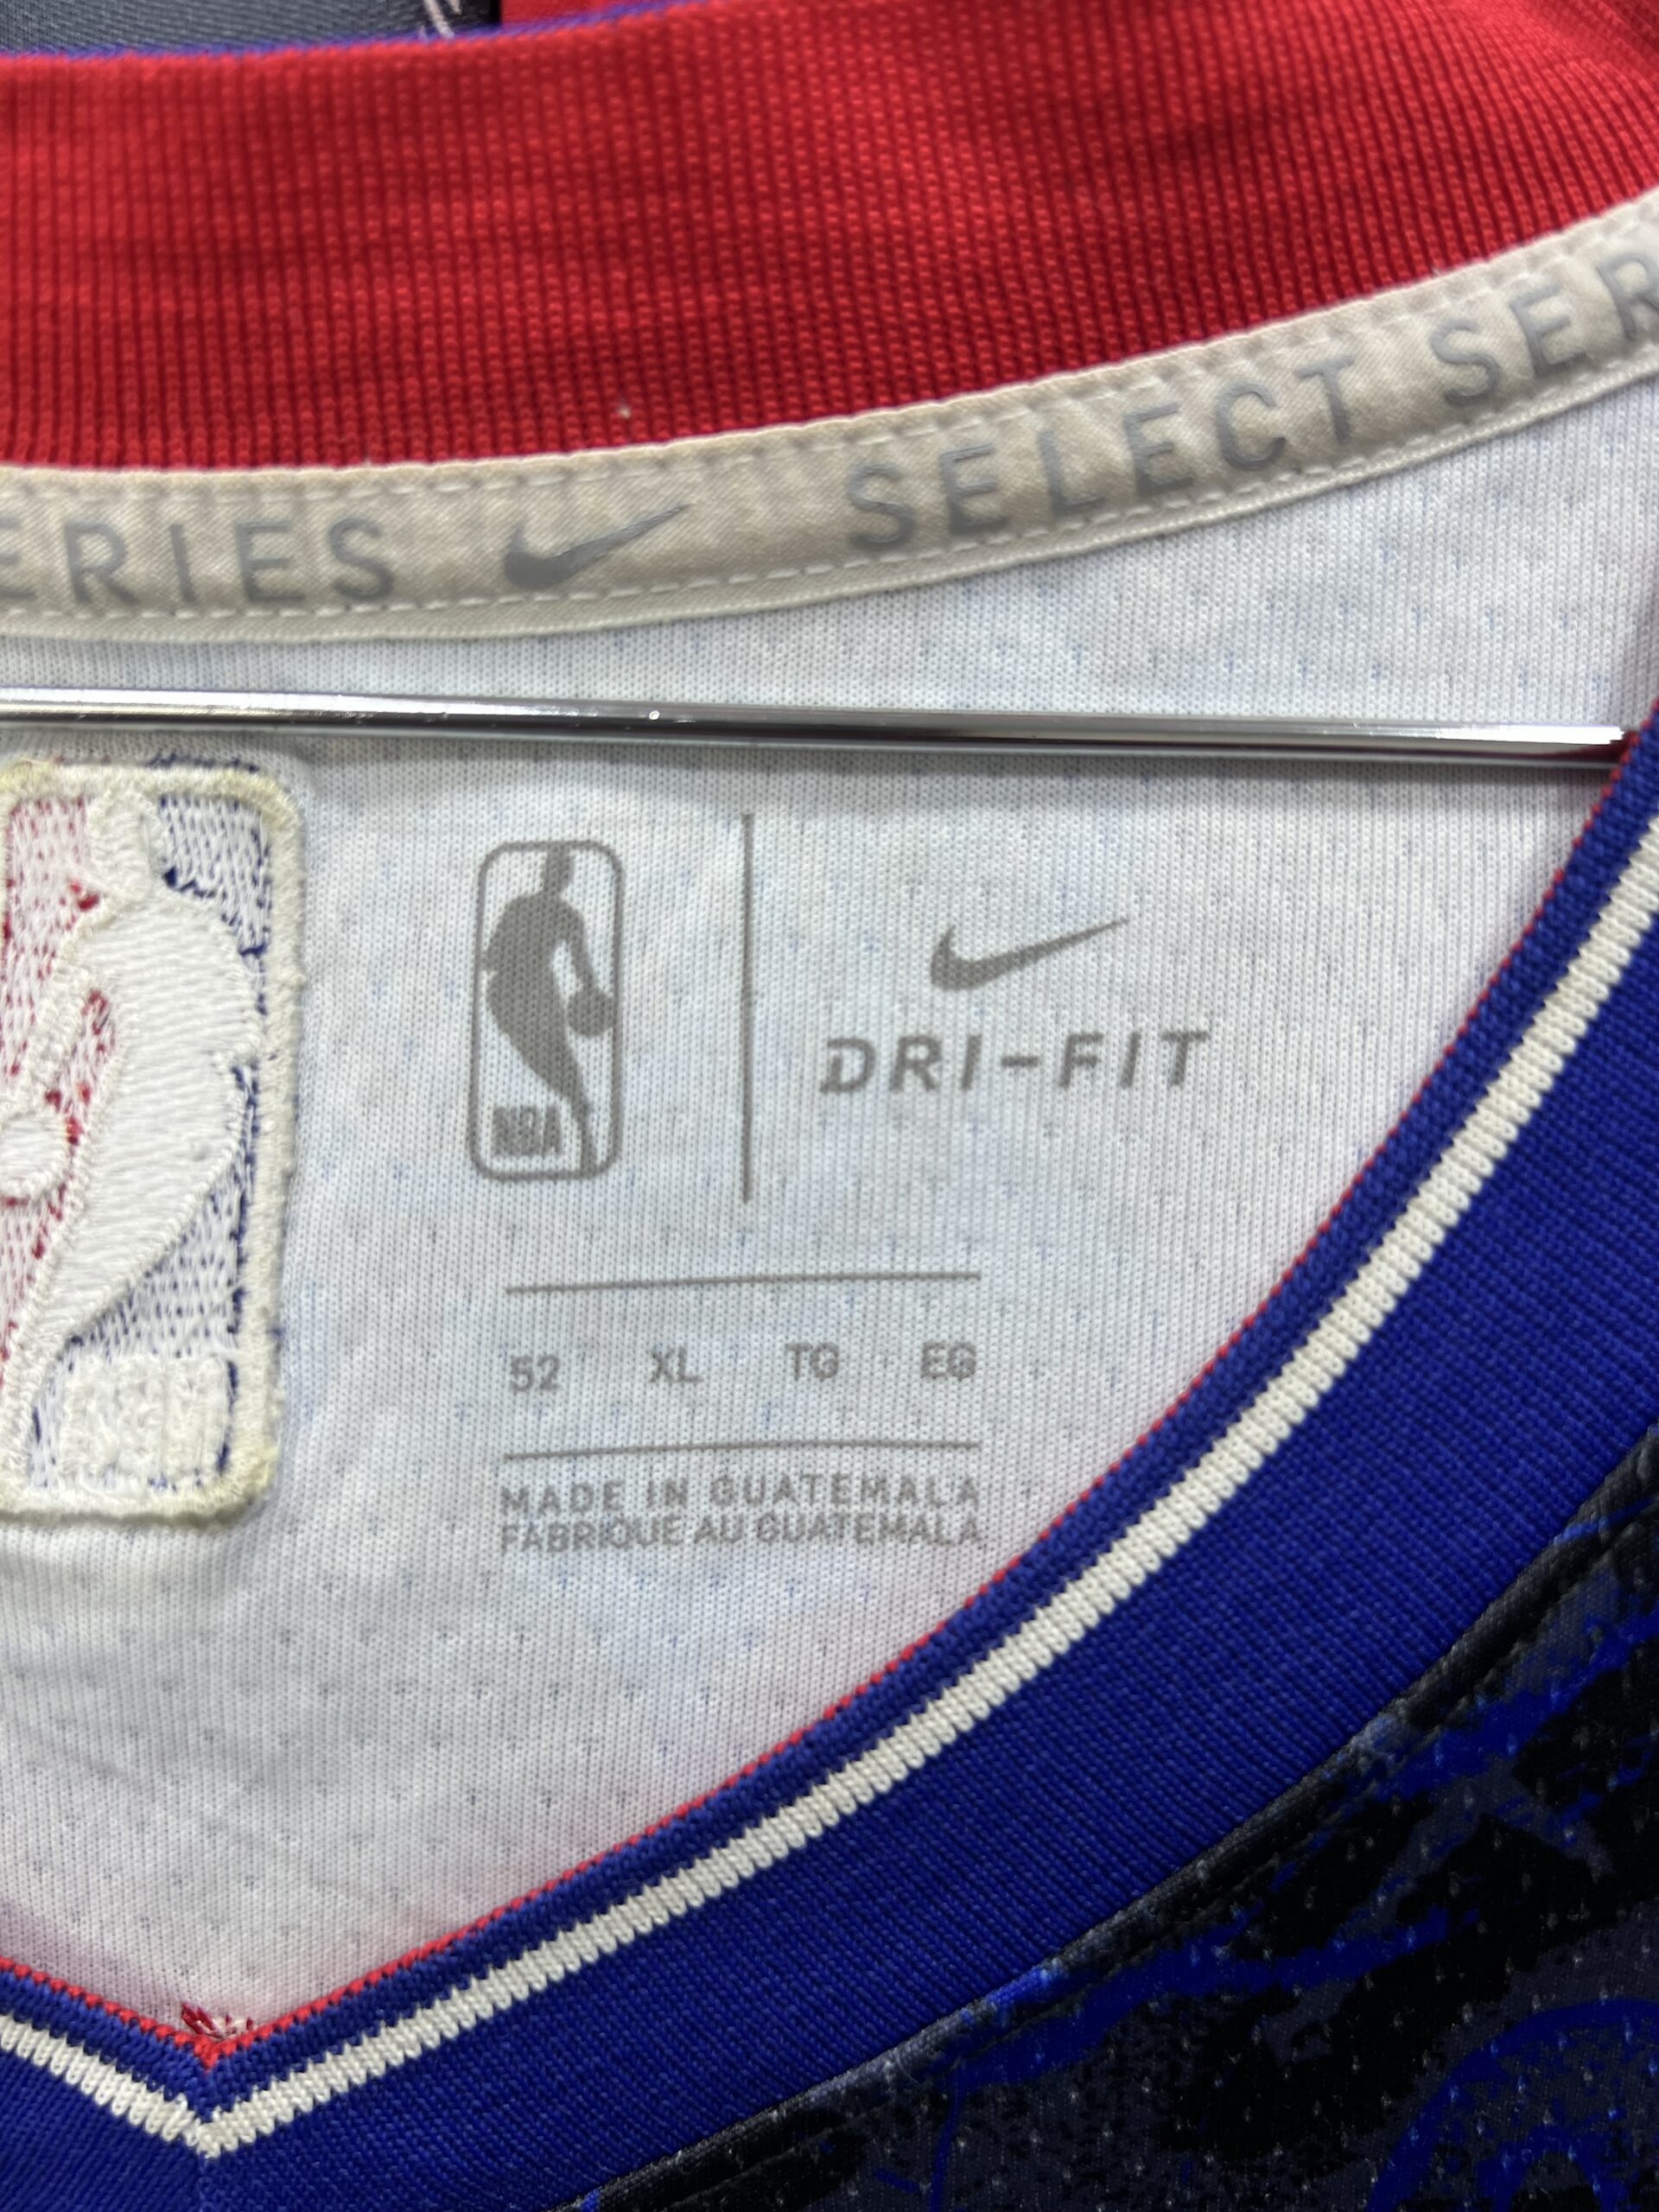 ERIES SELECT SER
NBA
DRI-FIT
52 XL TG EG
MADE IN GUATEMALA
FABRIQUE AU GUATEMALA